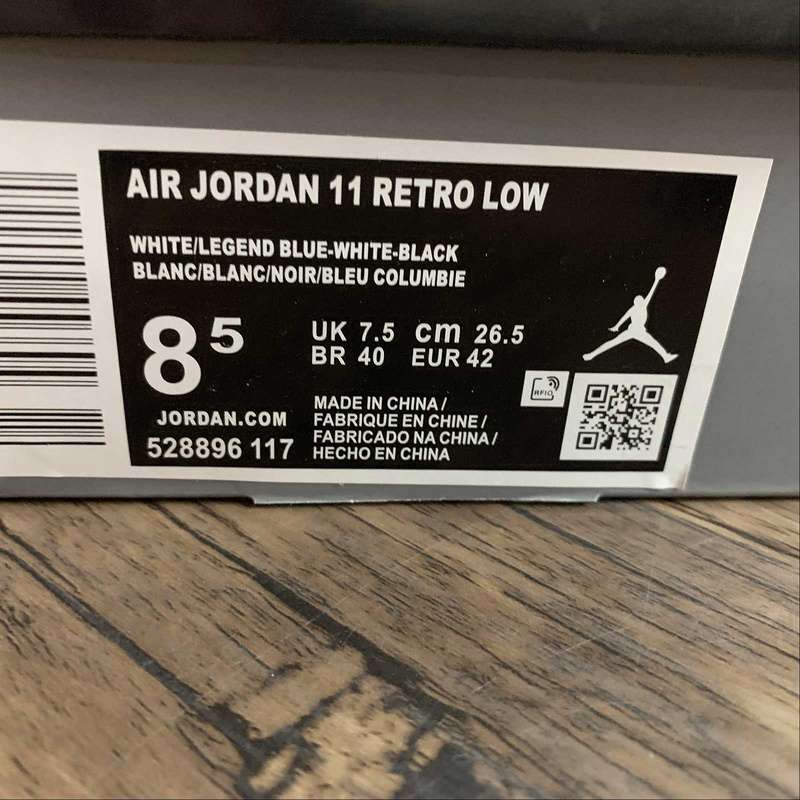 AIR JORDAN 11 RETRO LOW
WHITE/LEGEND BLUE-WHITE-BLACK
BLANC/BLANC/NOIR/BLEU COLUMBIE
8 5
UK 7.5 cm 26.5
BR 40 EUR 42
RFID
JORDAN.COM
528896 117
MADE IN CHINA /
FABRIQUE EN CHINE /
FABRICADO NA CHINA /
HECHO EN CHINA